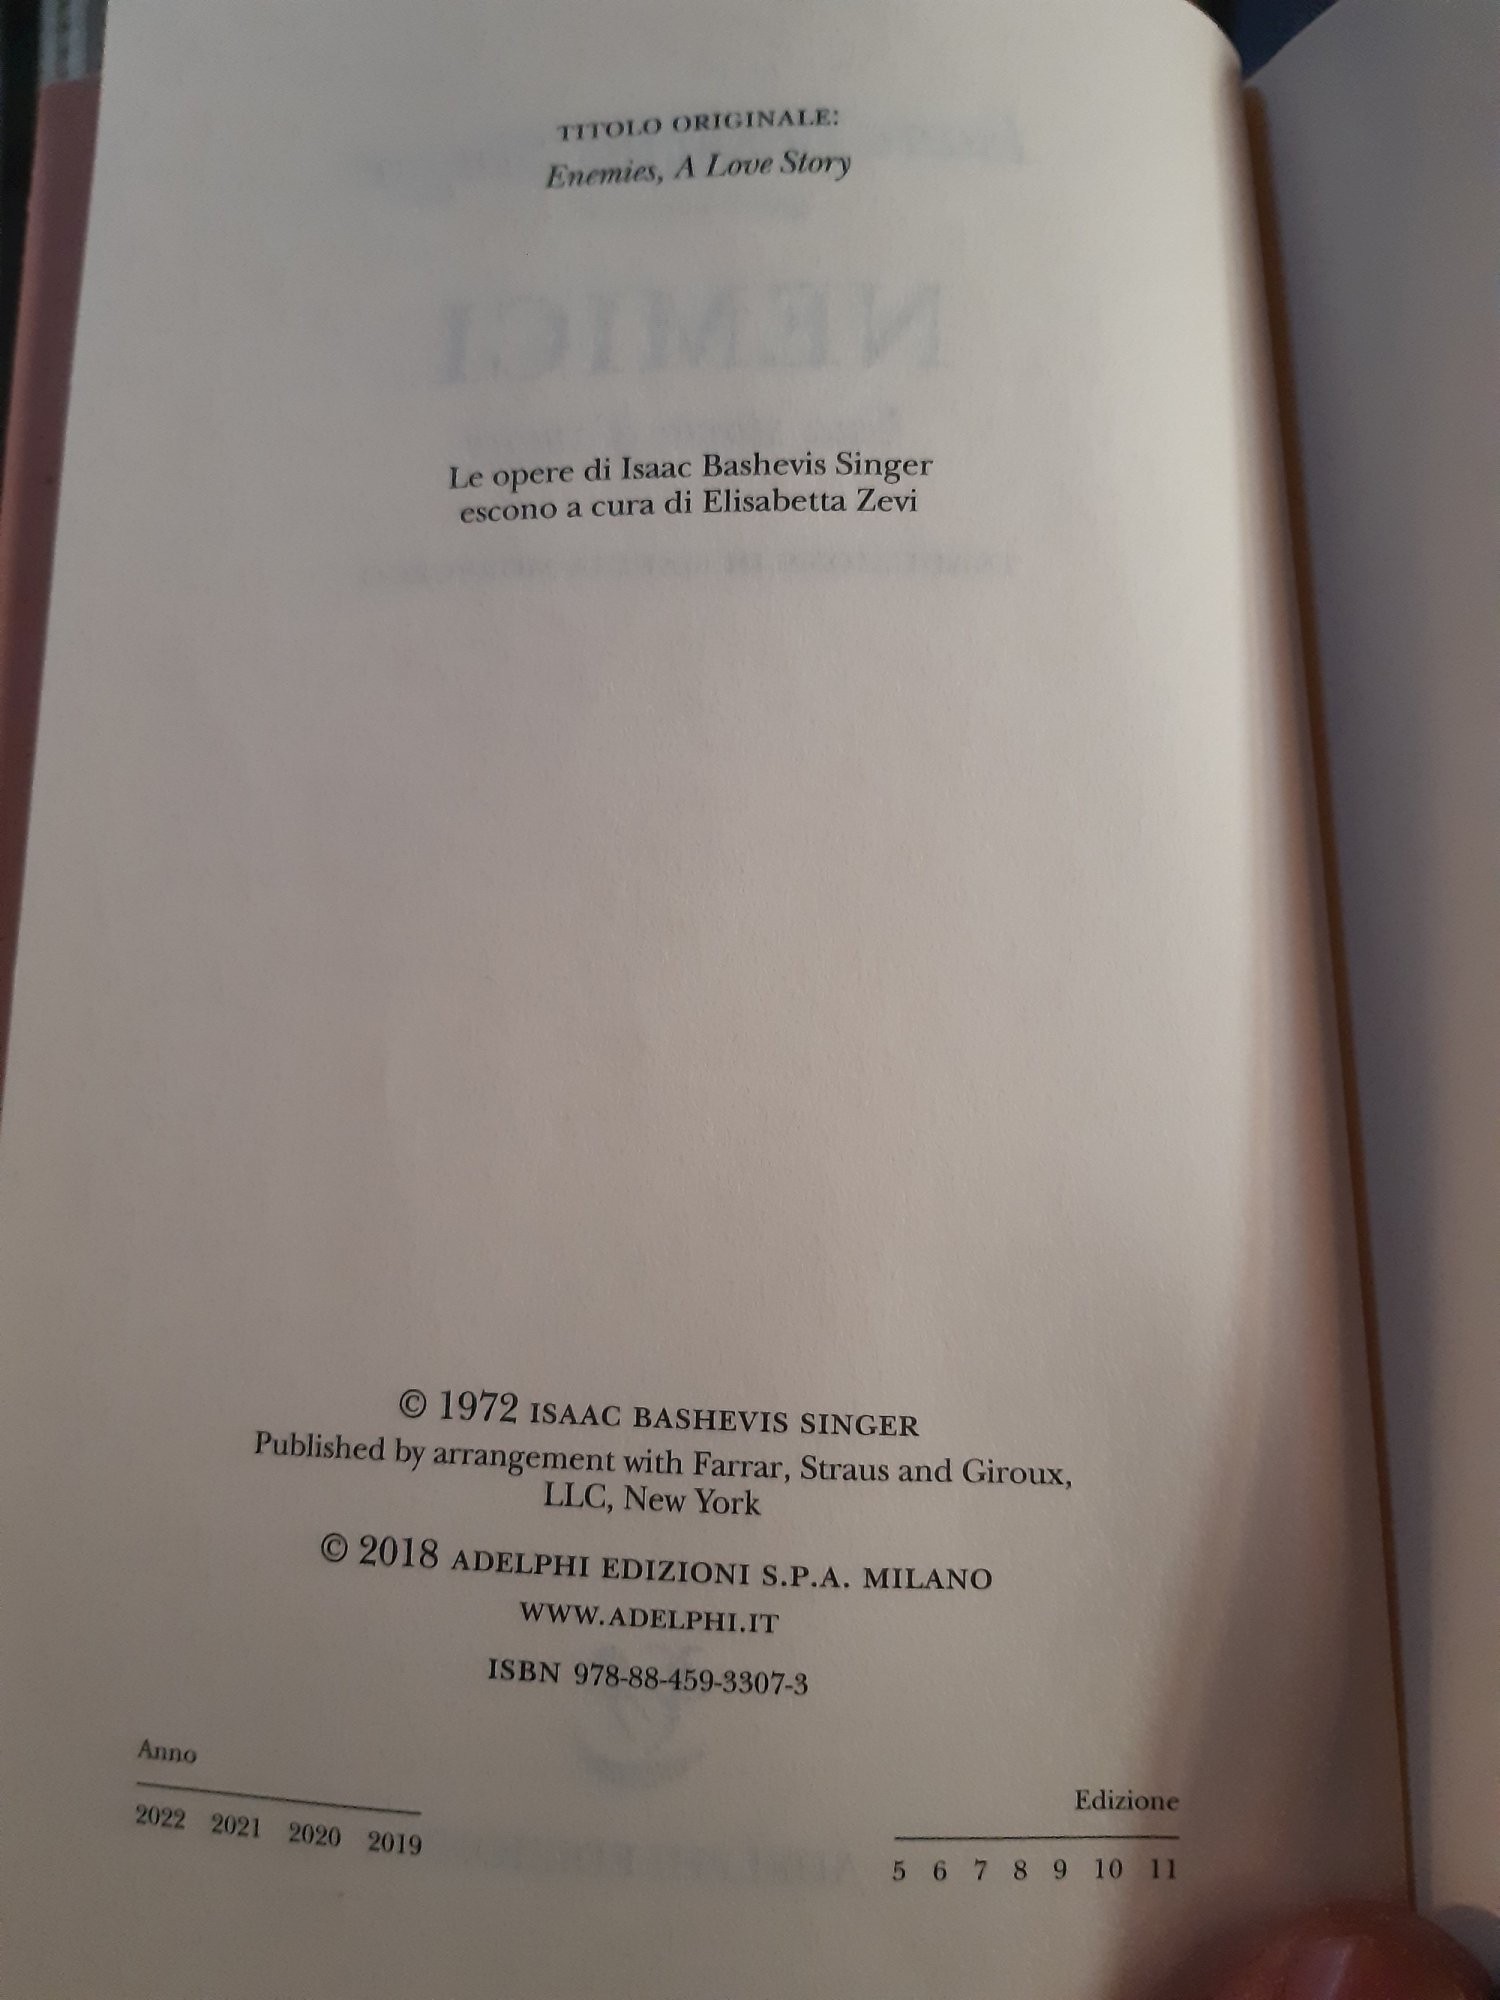 TITOLO ORIGINALE:
Enemies, A Love Story
NEMICI
Le opere di Isaac Bashevis Singer
escono a cura di Elisabetta Zevi
© 1972 ISAAC BASHEVIS SINGER
Published by arrangement with Farrar, Straus and Giroux,
LLC, New York
© 2018 ADELPHI EDIZIONI S.P.A. MILANO
WWW.ADELPHI.IT
ISBN 978-88-459-3307-3
Anno
2022 2021 2020 2019
Edizione
5 6 7 8 9 10 11